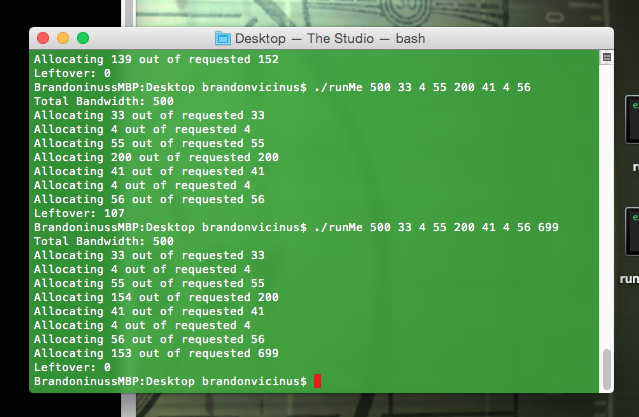 Desktop — The Studio — bash
Allocating 139 out of requested 152
Leftover: 0
BrandoninussMBP:Desktop brandonvicinus$ ./runMe 500 33 4 55 200 41 4 56
Total Bandwidth: 500
Allocating 33 out of requested 33
Allocating 4 out of requested 4
Allocating 55 out of requested 55
Allocating 200 out of requested 200
Allocating 41 out of requested 41
Allocating 4 out of requested 4
Allocating 56 out of requested 56
Leftover: 107
BrandoninussMBP:Desktop brandonvicinus$ ./runMe 500 33 4 55 200 41 4 56 699
Total Bandwidth: 500
Allocating 33 out of requested 33
Allocating 4 out of requested 4
Allocating 55 out of requested 55
Allocating 154 out of requested 200
Allocating 41 out of requested 41
Allocating 4 out of requested 4
Allocating 56 out of requested 56
Allocating 153 out of requested 699
Leftover: 0
BrandoninussMBP:Desktop brandonvicinus$